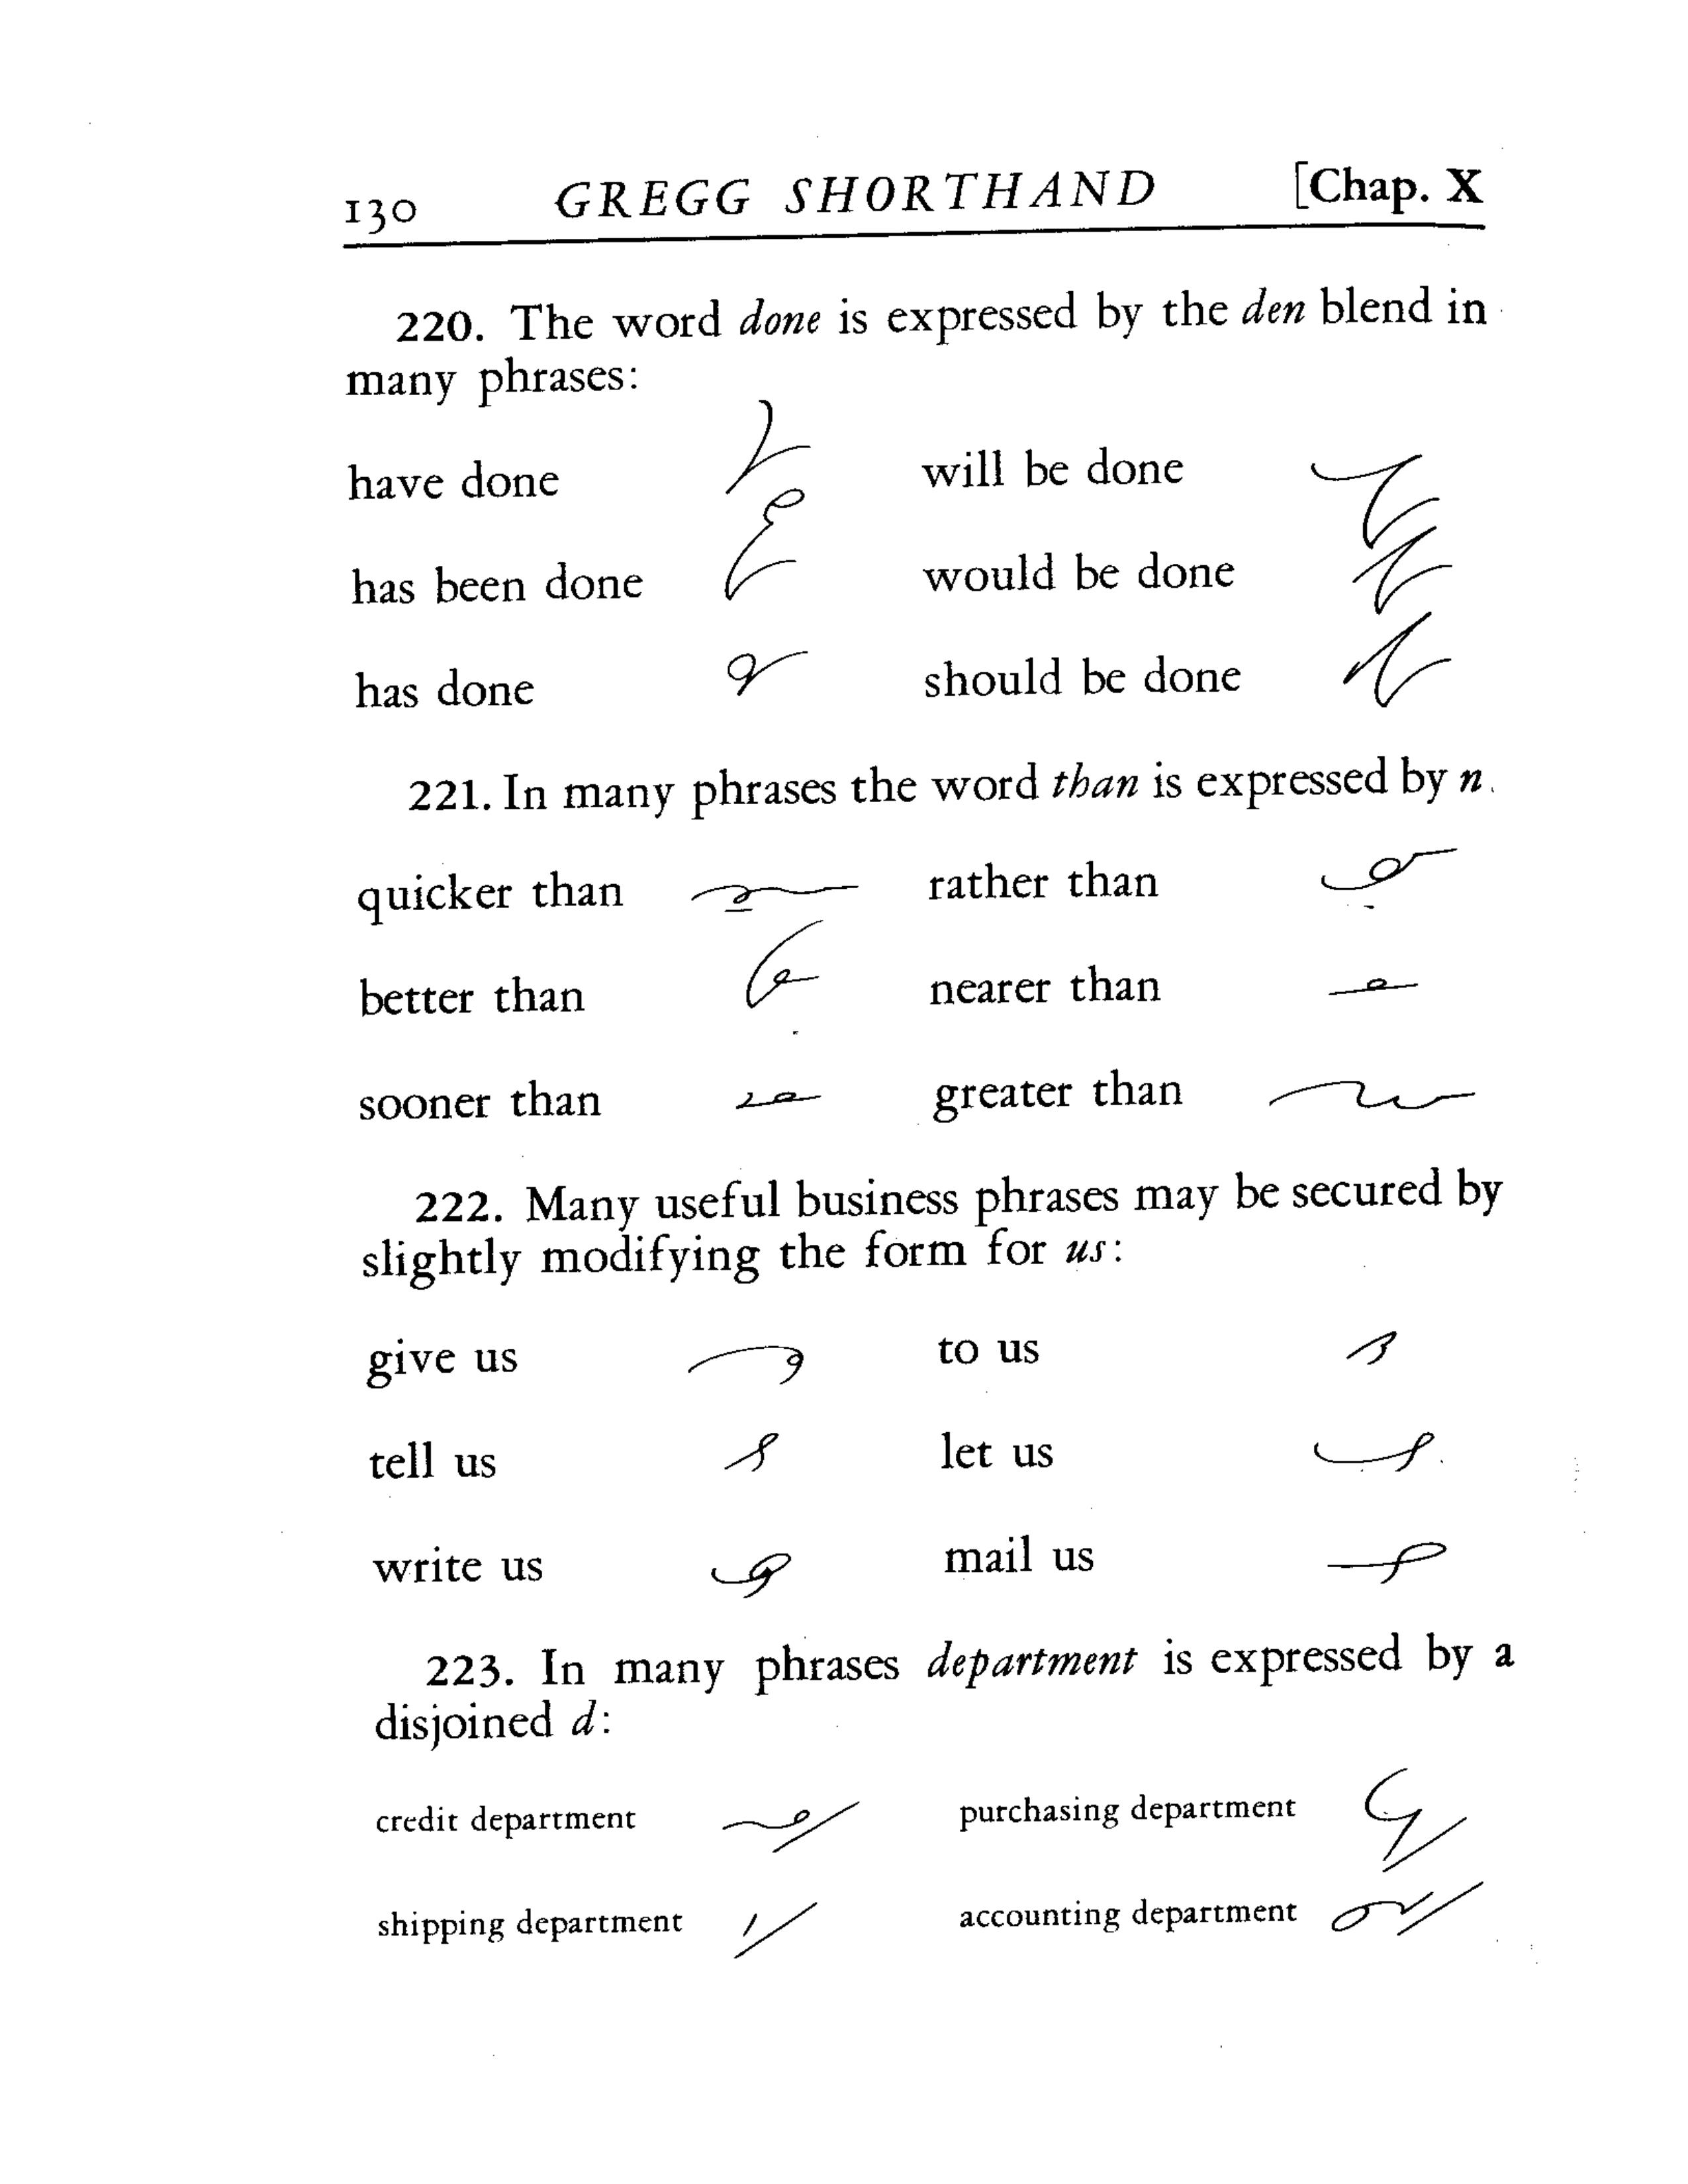 130 GREGG SHORTHAND [Chap. X
220. The word done is expressed by the den blend in
many phrases:
have done will be done
has been done would be done
has done should be done
221. In many phrases the word than is expressed by n.
quicker than rather than
better than nearer than
sooner than greater than
222. Many useful business phrases may be secured by
slightly modifying the form for us:
give us to us
tell us let us
write us mail us
223. In many phrases department is expressed by a
disjoined d:
credit department purchasing department
shipping department accounting department